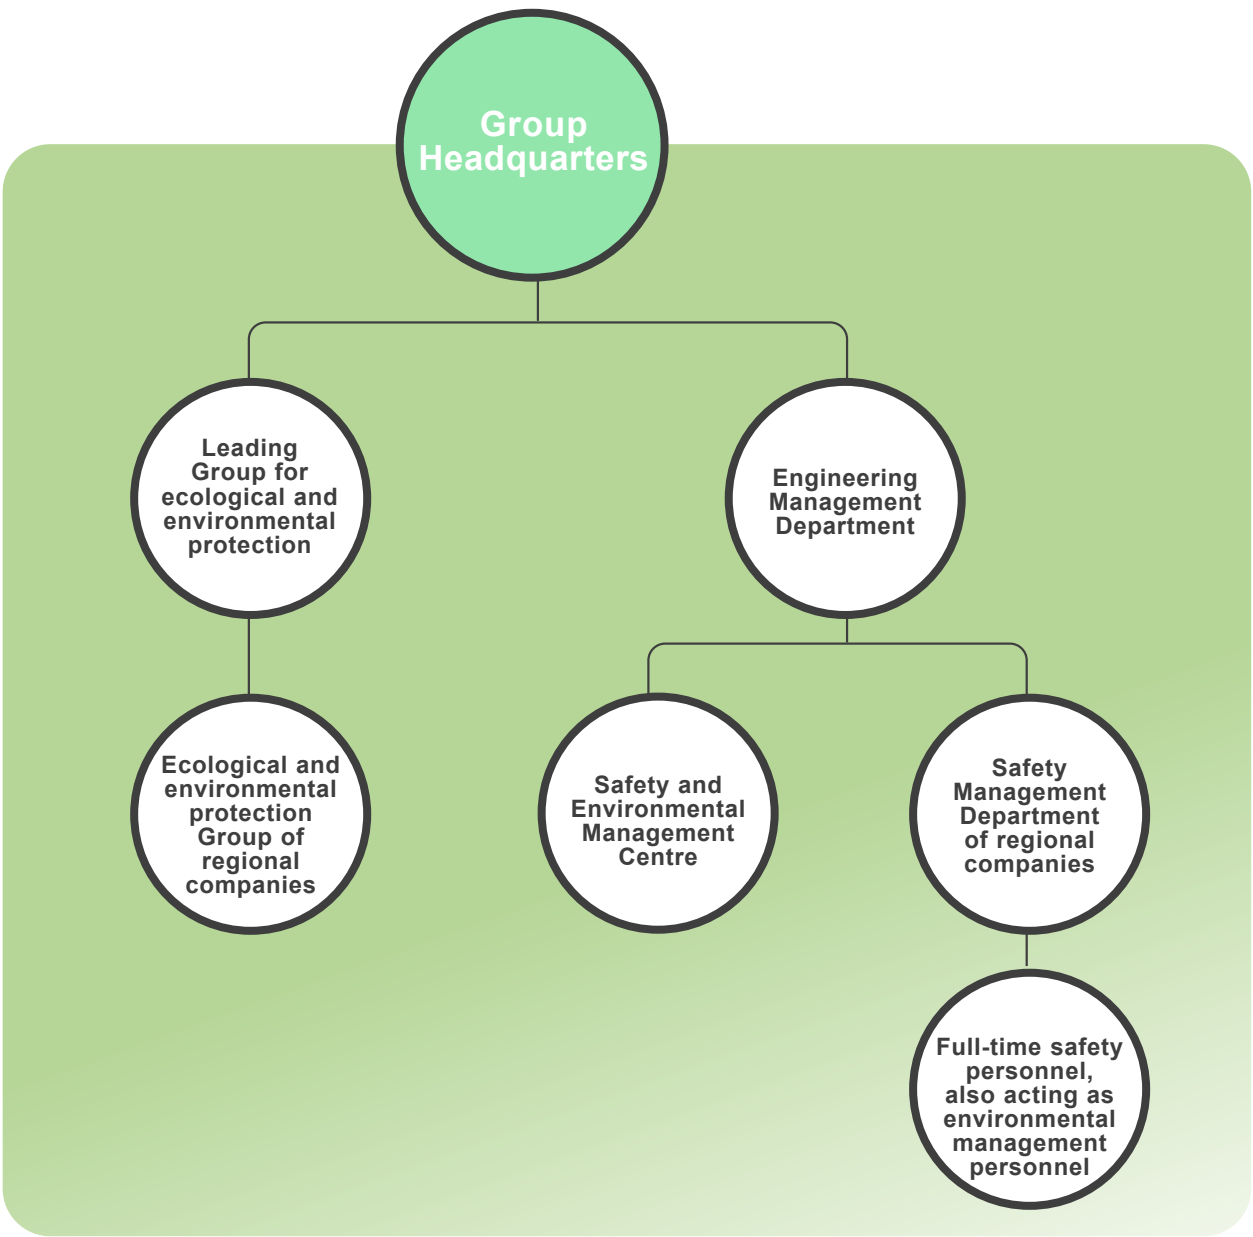 Group
Headquarters
Leading
Group for
ecological and
environmental
protection
Engineering
Management
Department
Ecological and
environmental
protection
Group of
regional
companies
Safety and
Environmental
Management
Centre
Safety
Management
Department
of regional
companies
Full-time safety
personnel,
also acting as
environmental
management
personnel